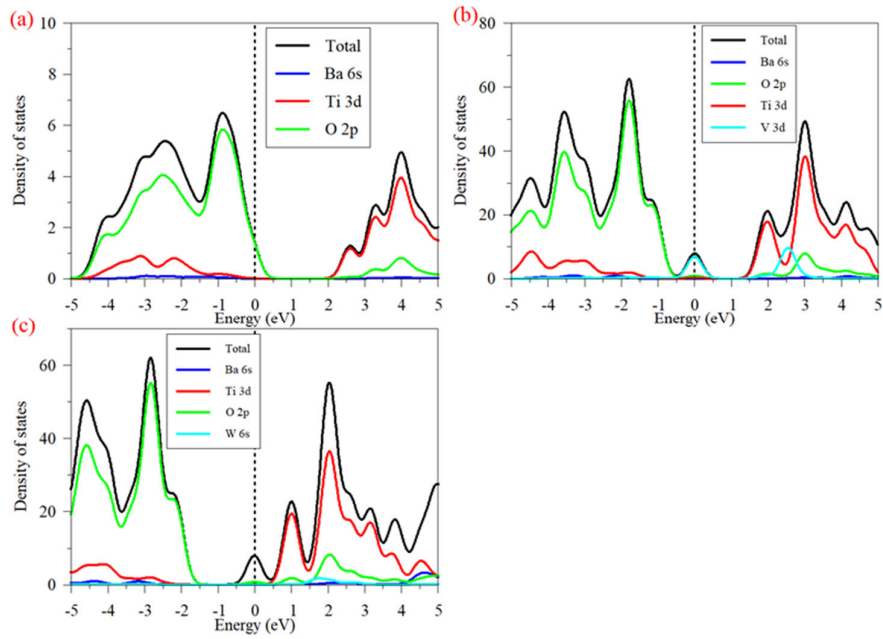 (a)
10
8
6
4
2
0
Density of states
Total
Ba 6s
Ti 3d
O 2p
-5 -4 -3 -2 -1 0 1 2 3 4 5
Energy (eV)
(b)
80
60
40
20
0
Density of states
Total
Ba 6s
O 2p
Ti 3d
V 3d
-5 -4 -3 -2 -1 0 1 2 3 4 5
Energy (eV)
(c)
60
40
20
0
Density of states
Total
Ba 6s
Ti 3d
O 2p
W 6s
-5 -4 -3 -2 -1 0 1 2 3 4 5
Energy (eV)